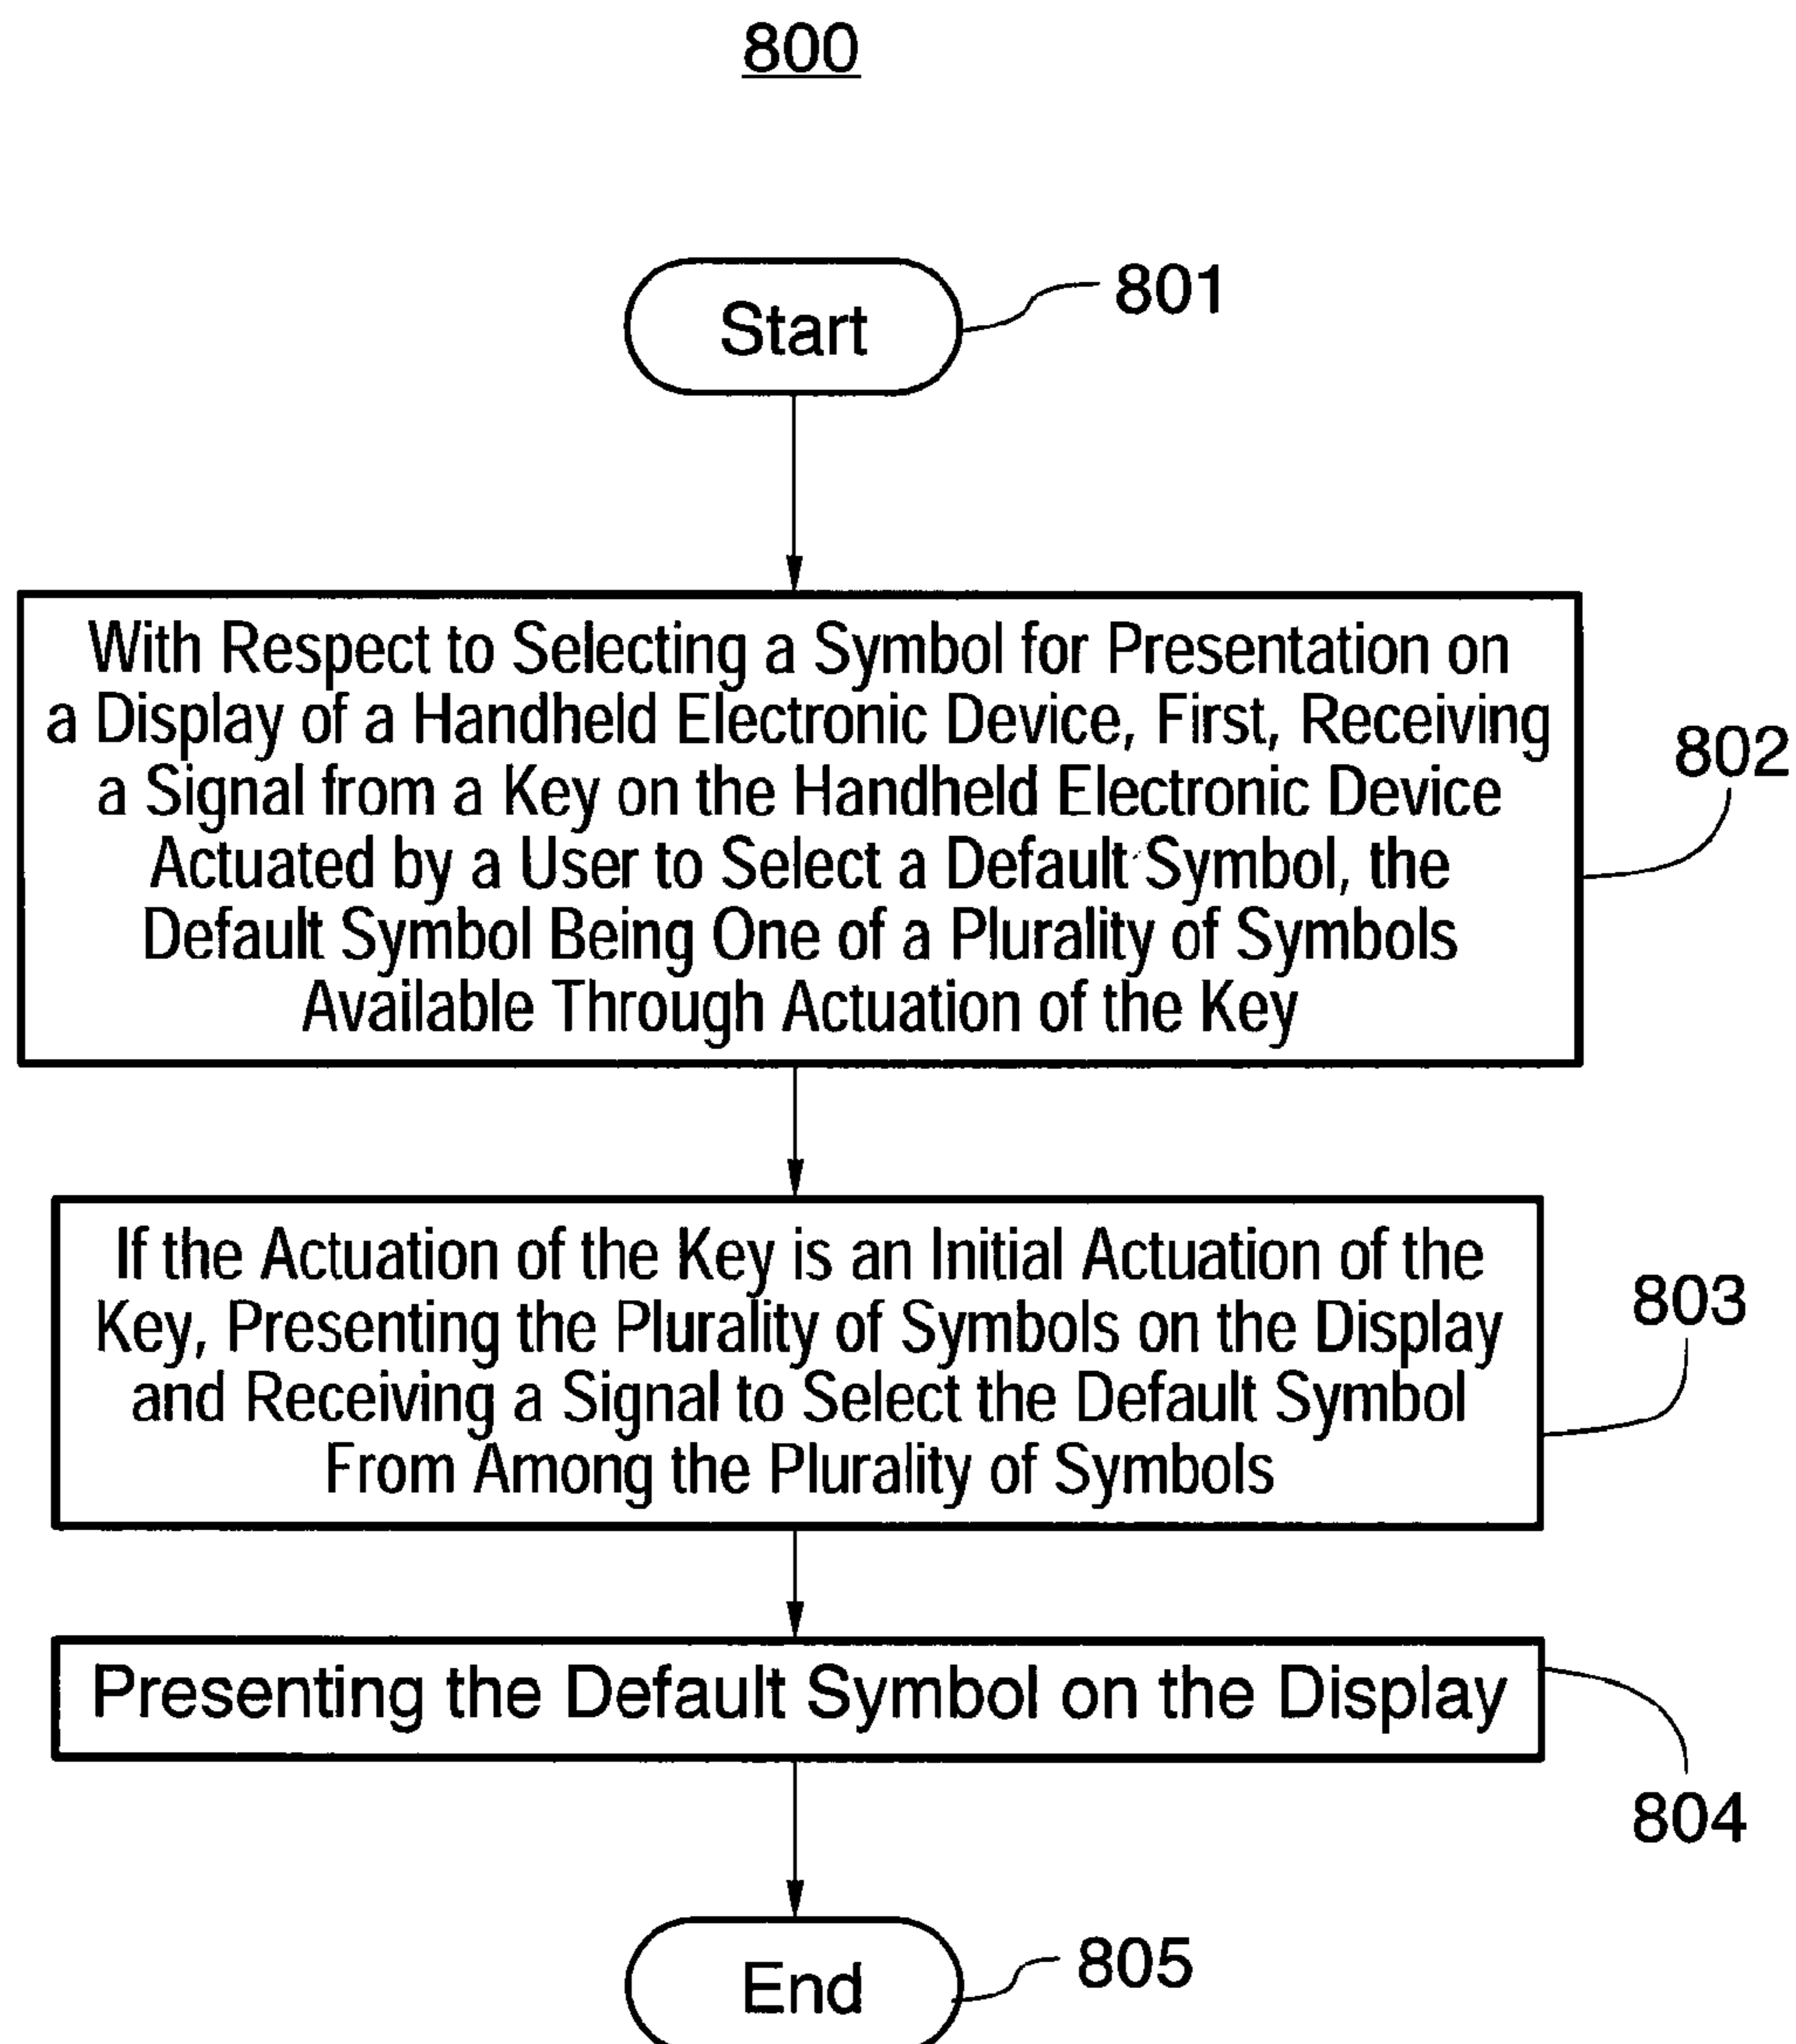 800
Start
801
With Respect to Selecting a Symbol for Presentation on
a Display of a Handheld Electronic Device, First, Receiving
a Signal from a Key on the Handheld Electronic Device
Actuated by a User to Select a Default Symbol, the
Default Symbol Being One of a Plurality of Symbols
Available Through Actuation of the Key
802
If the Actuation of the Key is an Initial Actuation of the
Key, Presenting the Plurality of Symbols on the Display
and Receiving a Signal to Select the Default Symbol
From Among the Plurality of Symbols
803
Presenting the Default Symbol on the Display
804
End
805